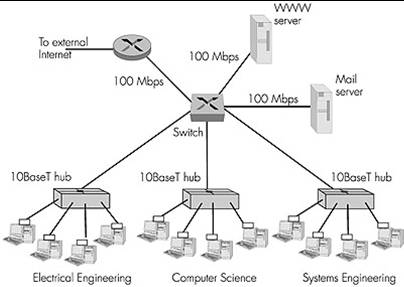 WWW
server
To external
Internet
100 Mbps
100 Mbps
Mail
server
100 Mbps
Switch
10BaseT hub
10BaseT hub
10BaseT hub
Electrical Engineering
Computer Science
Systems Engineering